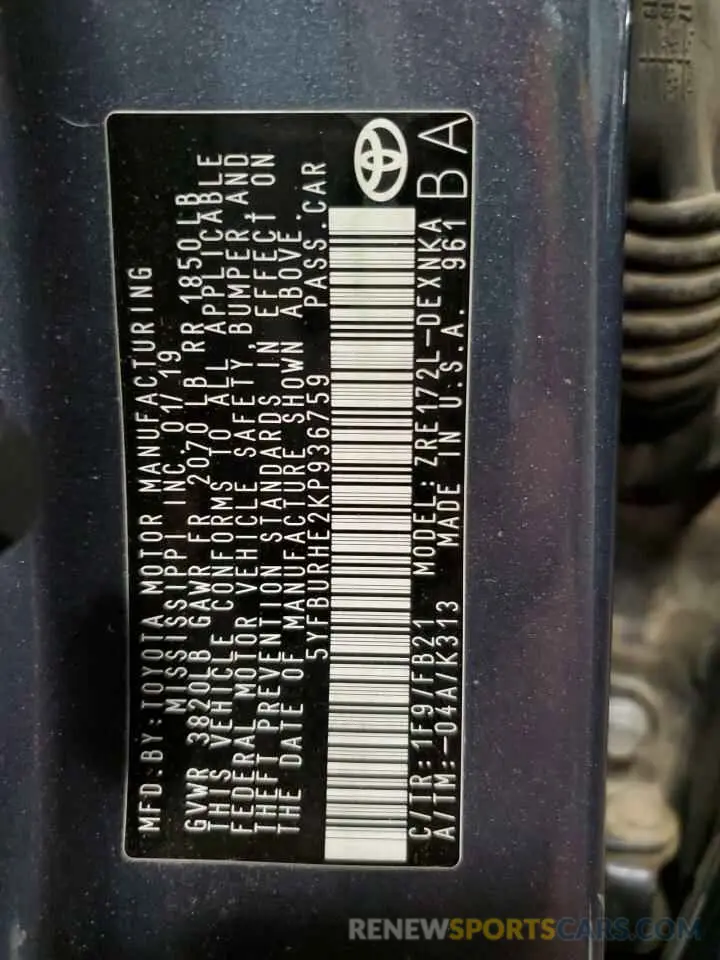 MFD.BY:TOYOTA MOTOR MANUFACTURING
MISSISSIPPI INC. 01/19
GVWR 3820LB GAWR FR 2070 LB RR 1850LB
THIS VEHICLE CONFORMS TO ALL APPLICABLE
FEDERAL MOTOR VEHICLE SAFETY, BUMPER, AND
THEFT PREVENTION STANDARDS IN EFFECT ON
THE DATE OF MANUFACTURE SHOWN ABOVE.
5YFBURHE2KP936759 PASS.CAR
C/TR:1F9/FB21 MODEL:ZRE172L-DEXNKA
A/TM:-04A/K313 MADE IN U.S.A. 961
BA
RENEWSPORTSCARS.COM